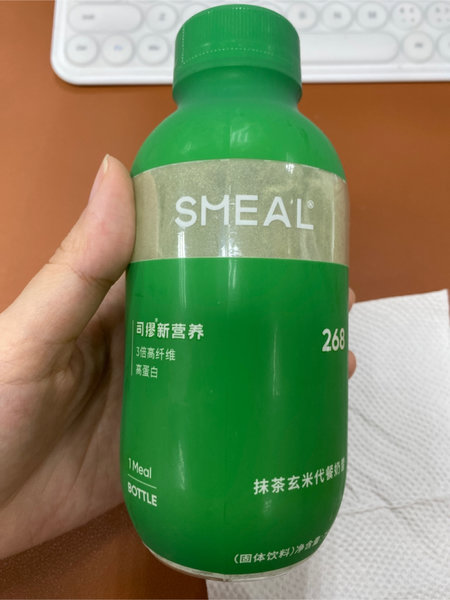 SMEAL®
司缪®新营养
3倍高纤维
高蛋白
268
1 Meal
BOTTLE
抹茶玄米代餐奶
(固体饮料)净含量